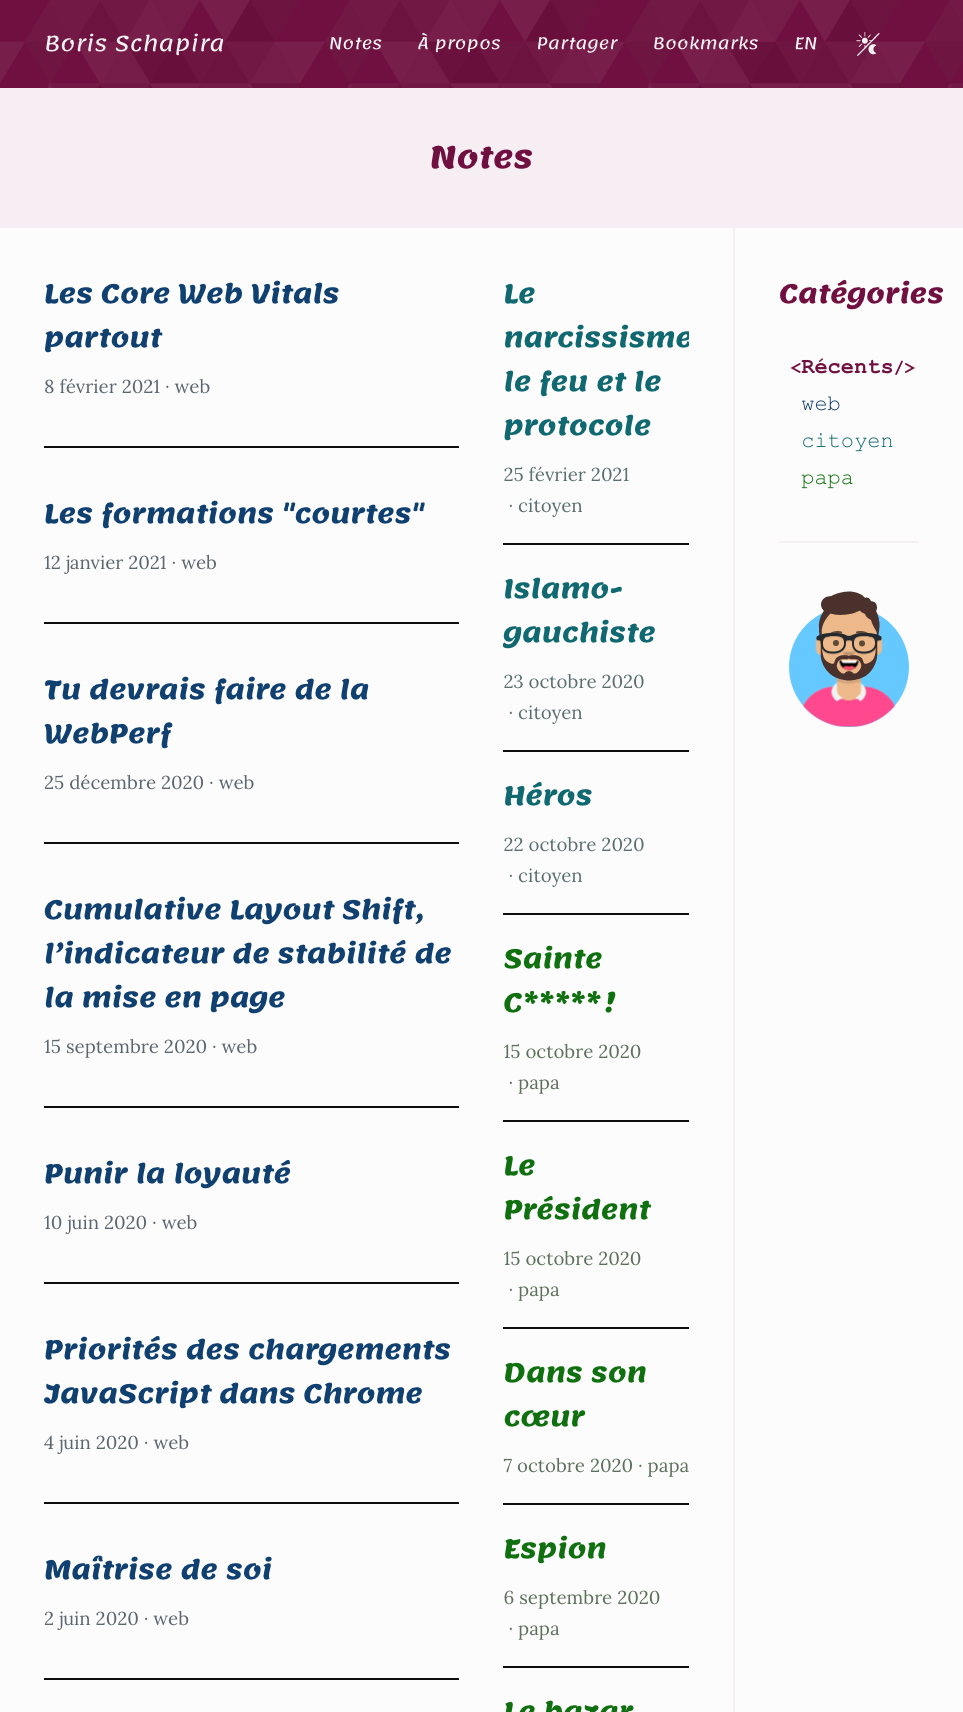 Boris Schapira
Notes
À propos
Partager
Bookmarks
EN
Notes
Les Core Web Vitals
partout
8 février 2021 · web
Les formations "courtes"
12 janvier 2021 · web
Tu devrais faire de la
WebPerf
25 décembre 2020 · web
Cumulative Layout Shift,
l’indicateur de stabilité de
la mise en page
15 septembre 2020 · web
Punir la loyauté
10 juin 2020 · web
Priorités des chargements
JavaScript dans Chrome
4 juin 2020 · web
Maîtrise de soi
2 juin 2020 · web
Le
narcissisme
le feu et le
protocole
25 février 2021
· citoyen
Islamo-
gauchiste
23 octobre 2020
· citoyen
Héros
22 octobre 2020
· citoyen
Sainte
C*****!
15 octobre 2020
· papa
Le
Président
15 octobre 2020
· papa
Dans son
cœur
7 octobre 2020 · papa
Espion
6 septembre 2020
· papa
Le bazar
Catégories
<Récents/>
web
citoyen
papa